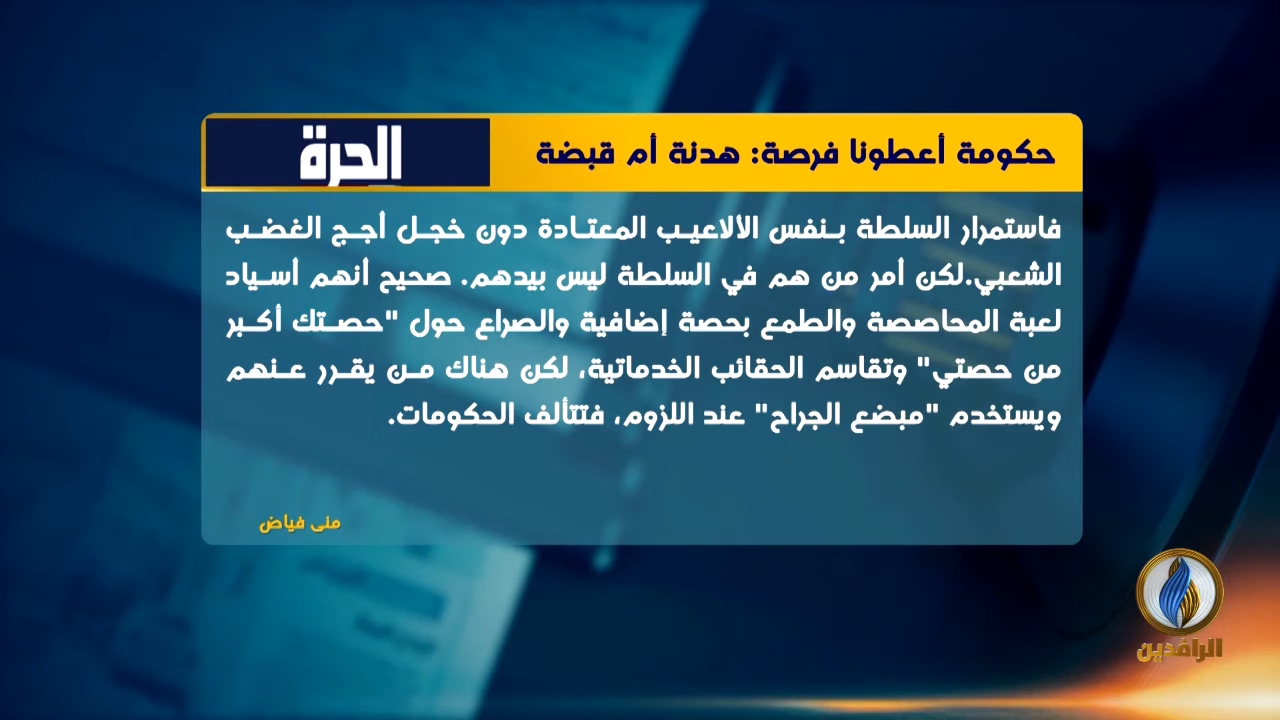 حكومة أعطونا فرصة: هدنة أم قبضة
الحرة
فاستمرار السلطة بنفس الألاعيب المعتادة دون خجل أجج الغضب
الشعبي.لكن أمر من هم في السلطة ليس بيدهم. صحيح أنهم أسياد
لعبة المحاصصة والطمع بحصة إضافية والصراع حول "حصتك أكبر
من حصتي" وتقاسم الحقائب الخدماتية، لكن هناك من يقرر عنهم
ويستخدم "مبضع الجراح" عند اللزوم، فتتألف الحكومات.
منى فياض
الرافدين